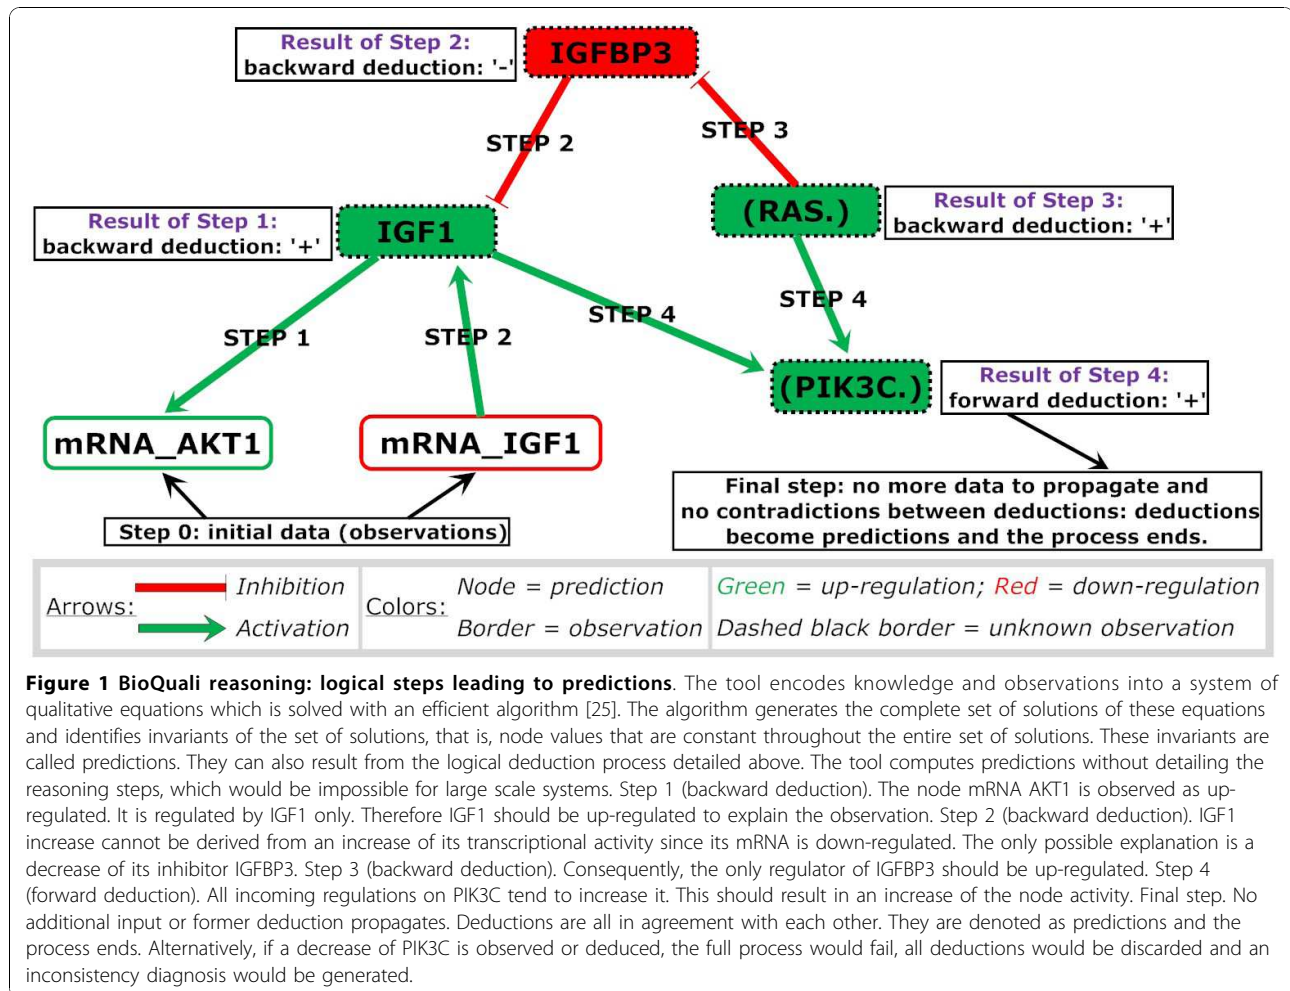 Result of Step 2:
backward deduction: '-'
IGFBP3
STEP 2
STEP 3
Result of Step 1:
backward deduction: '+'
IGF1
(RAS.)
Result of Step 3:
backward deduction: '+'
STEP 1
STEP 2
STEP 4
STEP 4
(PIK3C.)
Result of Step 4:
forward deduction: '+'
mRNA_AKT1
mRNA_IGF1
Step 0: initial data (observations)
Final step: no more data to propagate and
no contradictions between deductions: deductions
become predictions and the process ends.
Arrows:
Inhibition
Activation
Colors:
Node = prediction
Border = observation
Green = up-regulation; Red = down-regulation
Dashed black border = unknown observation
Figure 1 BioQuali reasoning: logical steps leading to predictions. The tool encodes knowledge and observations into a system of
qualitative equations which is solved with an efficient algorithm [25]. The algorithm generates the complete set of solutions of these equations
and identifies invariants of the set of solutions, that is, node values that are constant throughout the entire set of solutions. These invariants are
called predictions. They can also result from the logical deduction process detailed above. The tool computes predictions without detailing the
reasoning steps, which would be impossible for large scale systems. Step 1 (backward deduction). The node mRNA AKT1 is observed as up-
regulated. It is regulated by IGF1 only. Therefore IGF1 should be up-regulated to explain the observation. Step 2 (backward deduction). IGF1
increase cannot be derived from an increase of its transcriptional activity since its mRNA is down-regulated. The only possible explanation is a
decrease of its inhibitor IGFBP3. Step 3 (backward deduction). Consequently, the only regulator of IGFBP3 should be up-regulated. Step 4
(forward deduction). All incoming regulations on PIK3C tend to increase it. This should result in an increase of the node activity. Final step. No
additional input or former deduction propagates. Deductions are all in agreement with each other. They are denoted as predictions and the
process ends. Alternatively, if a decrease of PIK3C is observed or deduced, the full process would fail, all deductions would be discarded and an
inconsistency diagnosis would be generated.